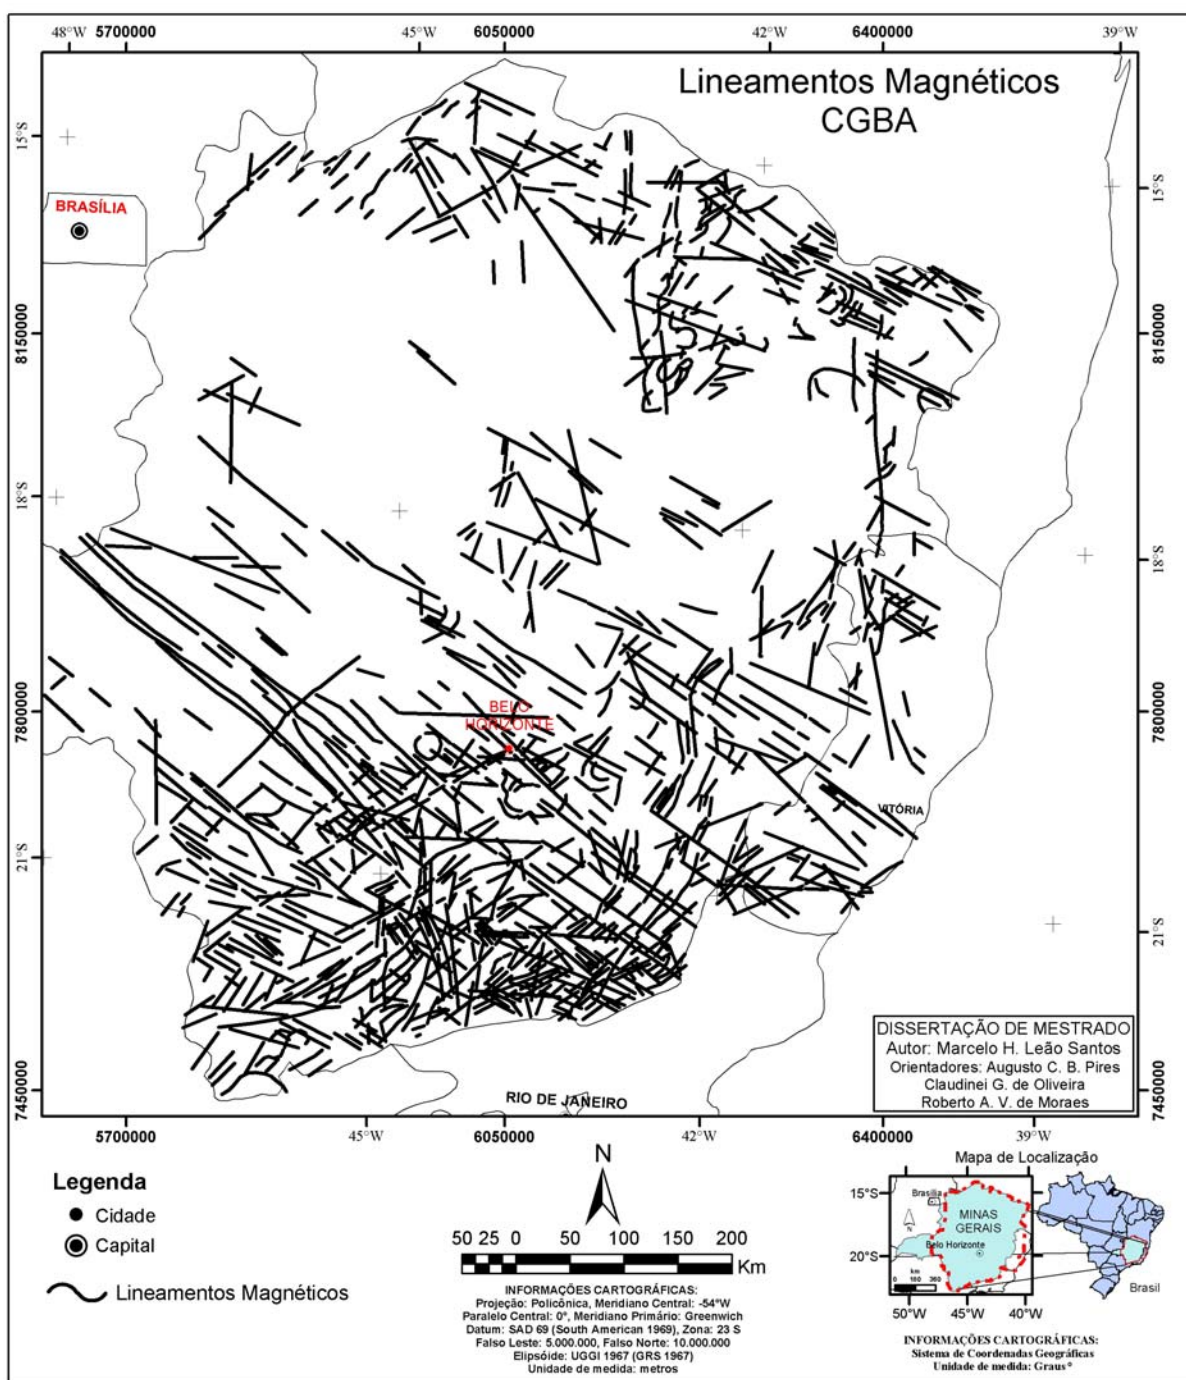 48°W 5700000 45°W 6050000 42°W 6400000 39°W
Lineamentos Magnéticos
CGBA
15°S
15°S
BRASÍLIA
8150000
8150000
18°S
18°S
7800000
7800000
BELO
HORIZONTE
VITÓRIA
21°S
21°S
7450000
7450000
RIO DE JANEIRO
DISSERTAÇÃO DE MESTRADO
Autor: Marcelo H. Leão Santos
Orientadores: Augusto C. B. Pires
Claudinei G. de Oliveira
Roberto A. V. de Moraes
5700000 45°W 6050000 42°W 6400000 39°W
Legenda
Cidade
Capital
Lineamentos Magnéticos
N
50 25 0 50 100 150 200
Km
INFORMAÇÕES CARTOGRÁFICAS:
Projeção: Policônica, Meridiano Central: -54°W
Paralelo Central: 0°, Meridiano Primário: Greenwich
Datum: SAD 69 (South American 1969), Zona: 23 S
Falso Leste: 5.000.000, Falso Norte: 10.000.000
Elipsóide: UGGI 1967 (GRS 1967)
Unidade de medida: metros
Mapa de Localização
15°S
Brasília
MINAS
GERAIS
N
Belo Horizonte
20°S
km
0 180 360
50°W 45°W 40°W
Brasil
INFORMAÇÕES CARTOGRÁFICAS:
Sistema de Coordenadas Geográficas
Unidade de medida: Graus °